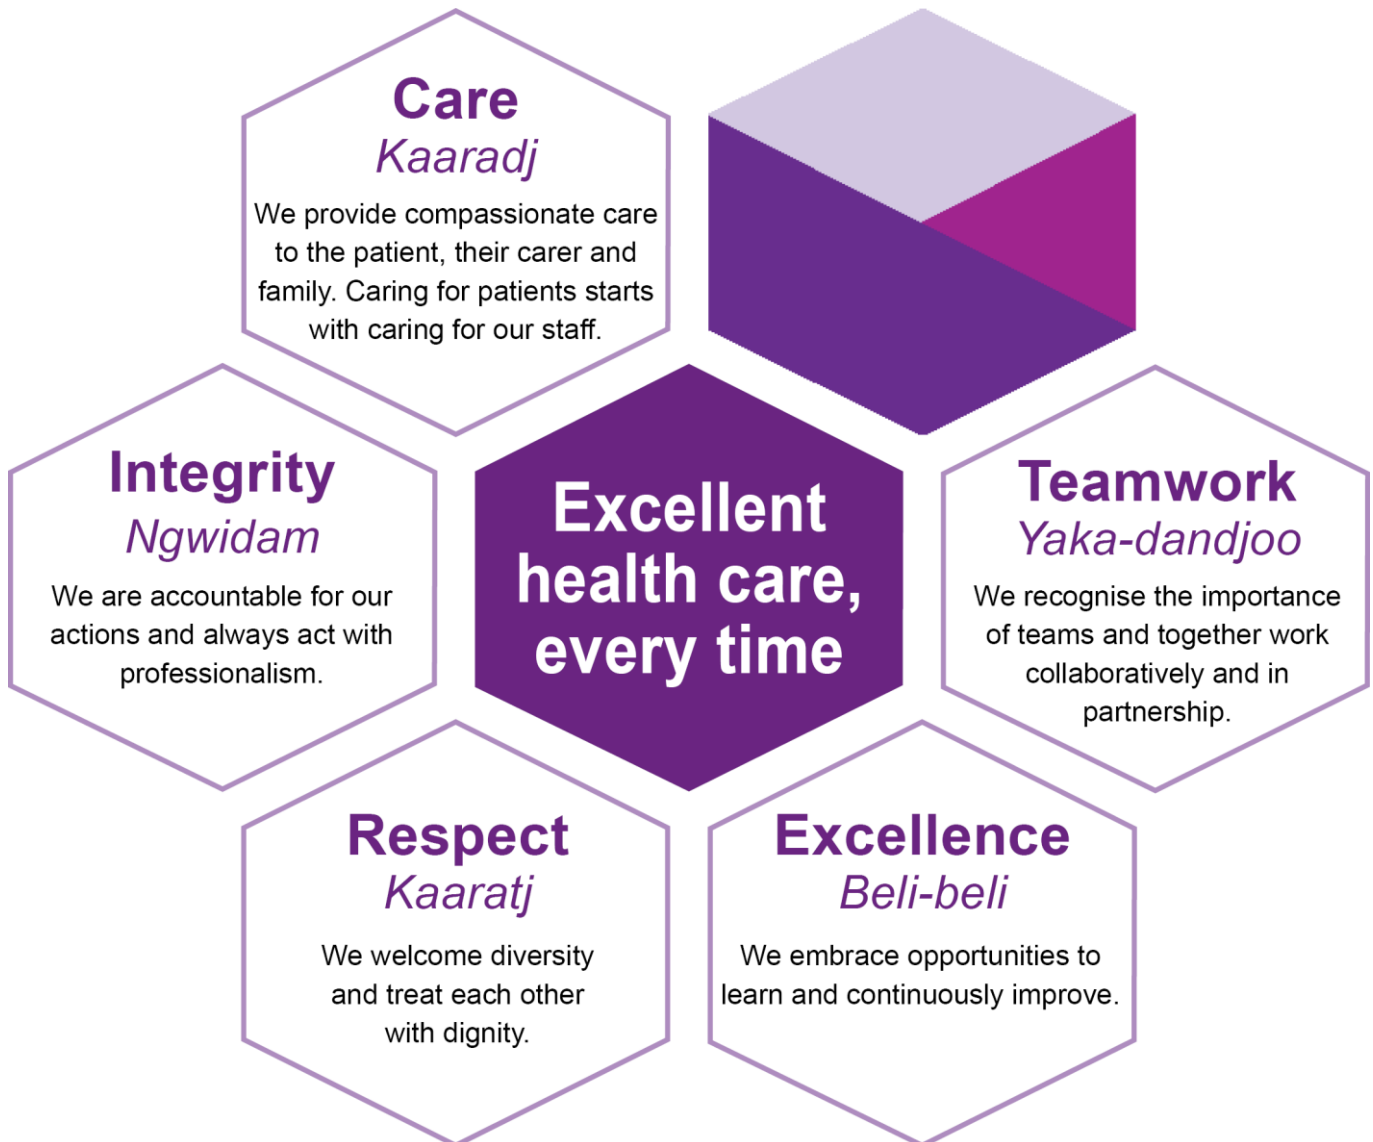 Care
Kaaradj
We provide compassionate care
to the patient, their carer and
family. Caring for patients starts
with caring for our staff.
Integrity
Ngwidam
We are accountable for our
actions and always act with
professionalism.
Excellent
health care,
every time
Teamwork
Yaka-dandjoo
We recognise the importance
of teams and together work
collaboratively and in
partnership.
Respect
Kaaratj
We welcome diversity
and treat each other
with dignity.
Excellence
Beli-beli
We embrace opportunities to
learn and continuously improve.